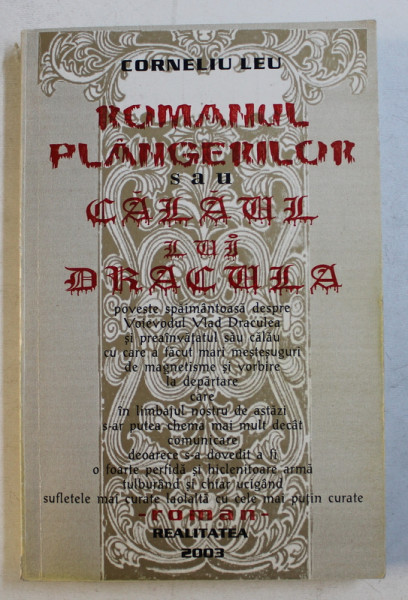 CORNELIU LEU
ROMANUL
PLÂNGERILOR
sau
CĂLĂUL
LUI
DRACULA
poveste spăimântoasă despre
Voievodul Vlad Draculea
și preaînvățatul său călău
cu care a făcut mari meșteșuguri
de magnetisme și vorbire
la depărtare
care
în limbajul nostru de astăzi
s-ar putea chema mai mult decât
comunicare
deoarece s-a dovedit a fi
o foarte perfidă și hiclenitoare armă
tulburând și chiar ucigând
sufletele mai curate laolaltă cu cele mai puțin curate
-roman-
REALITATEA
2003